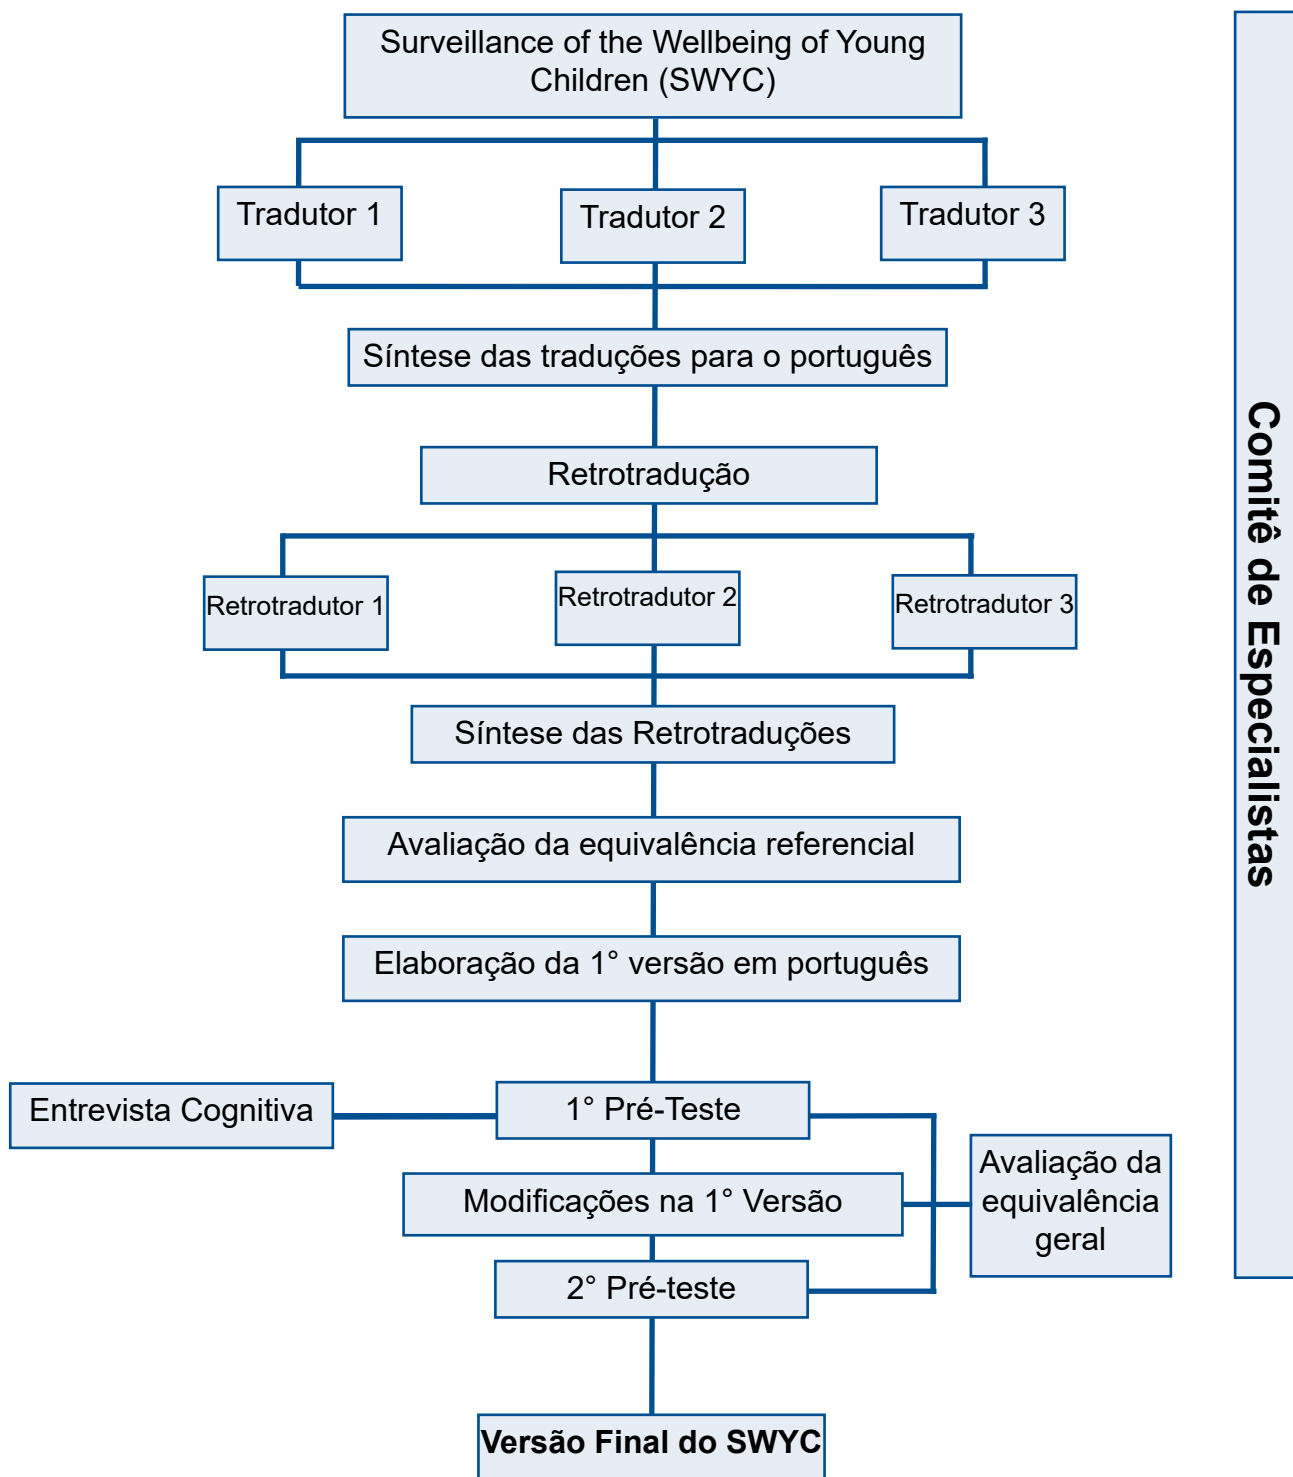 Surveillance of the Wellbeing of Young
Children (SWYC)
Tradutor 1
Tradutor 2
Tradutor 3
Síntese das traduções para o português
Retrotradução
Retrotradutor 1
Retrotradutor 2
Retrotradutor 3
Síntese das Retrotraduções
Avaliação da equivalência referencial
Elaboração da 1° versão em português
Entrevista Cognitiva
1° Pré-Teste
Avaliação da
equivalência
geral
Modificações na 1° Versão
2° Pré-teste
Versão Final do SWYC
Comitê de Especialistas